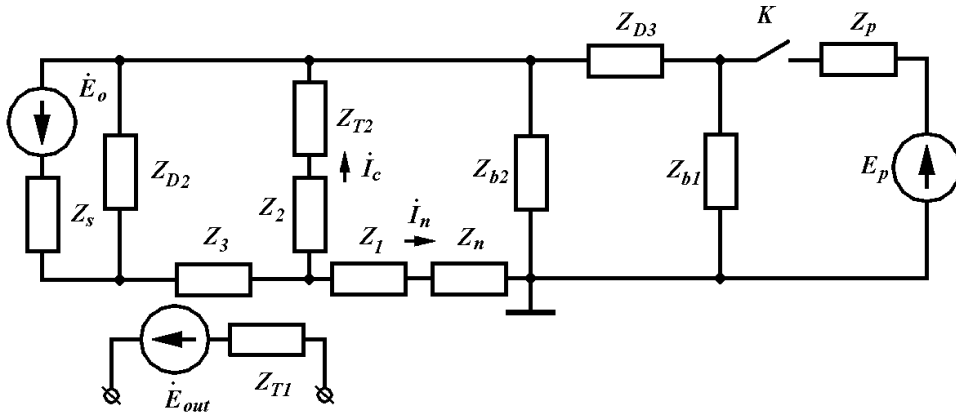 K
Z_p
Z_D3
Ė_o
Z_T2
Z_D2
İ_c
Z_b2
Z_b1
E_p
Z_s
Z_2
Z_3
Z_1
İ_n
Z_n
Z_T1
Ė_out